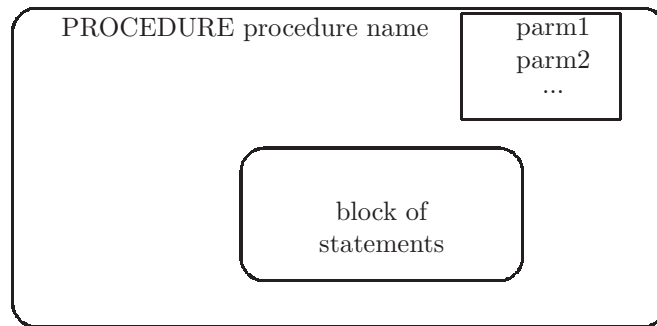 PROCEDURE procedure name
parm1
parm2
...
block of
statements